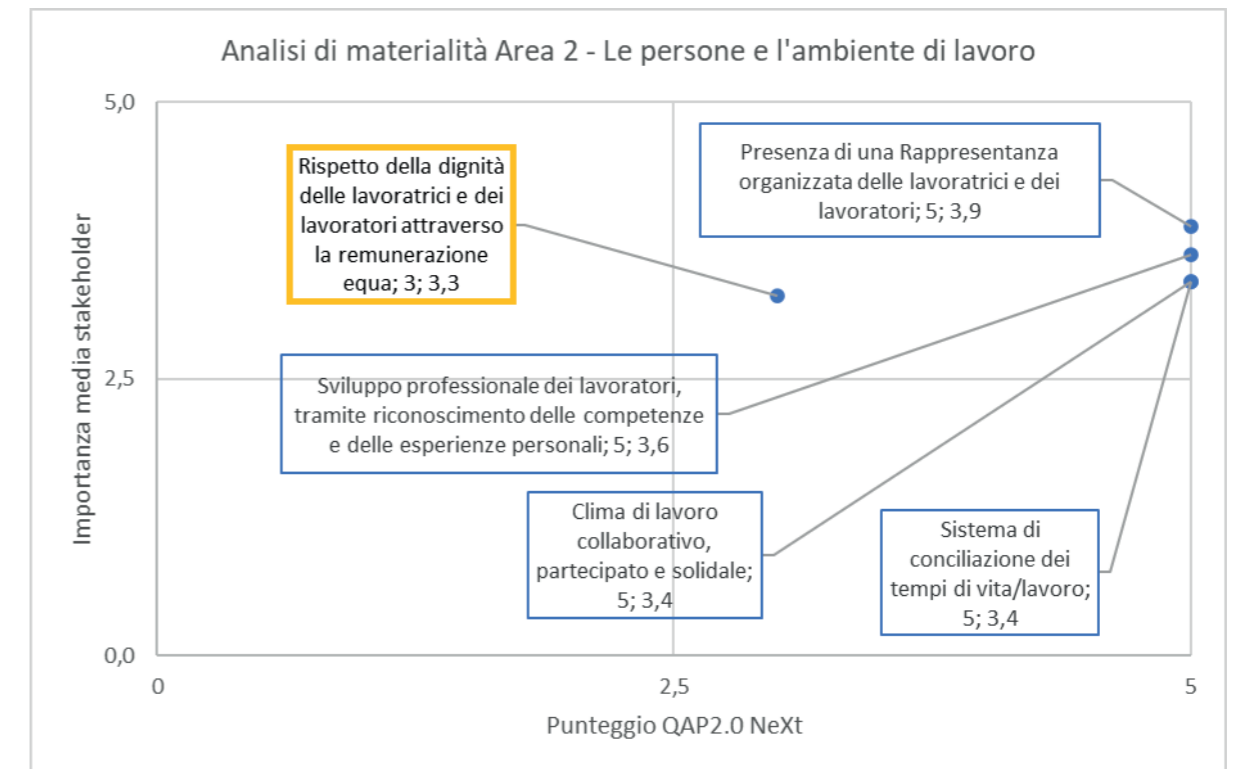 Analisi di materialità Area 2 - Le persone e l'ambiente di lavoro
5,0
2,5
0,0
Importanza media stakeholder
Rispetto della dignità
delle lavoratrici e dei
lavoratori attraverso
la remunerazione
equa; 3; 3,3
Presenza di una Rappresentanza
organizzata delle lavoratrici e dei
lavoratori; 5; 3,9
Sviluppo professionale dei lavoratori,
tramite riconoscimento delle competenze
e delle esperienze personali; 5; 3,6
Clima di lavoro
collaborativo,
partecipato e solidale;
5; 3,4
Sistema di
conciliazione dei
tempi di vita/lavoro;
5; 3,4
0
2,5
5
Punteggio QAP2.0 NeXt